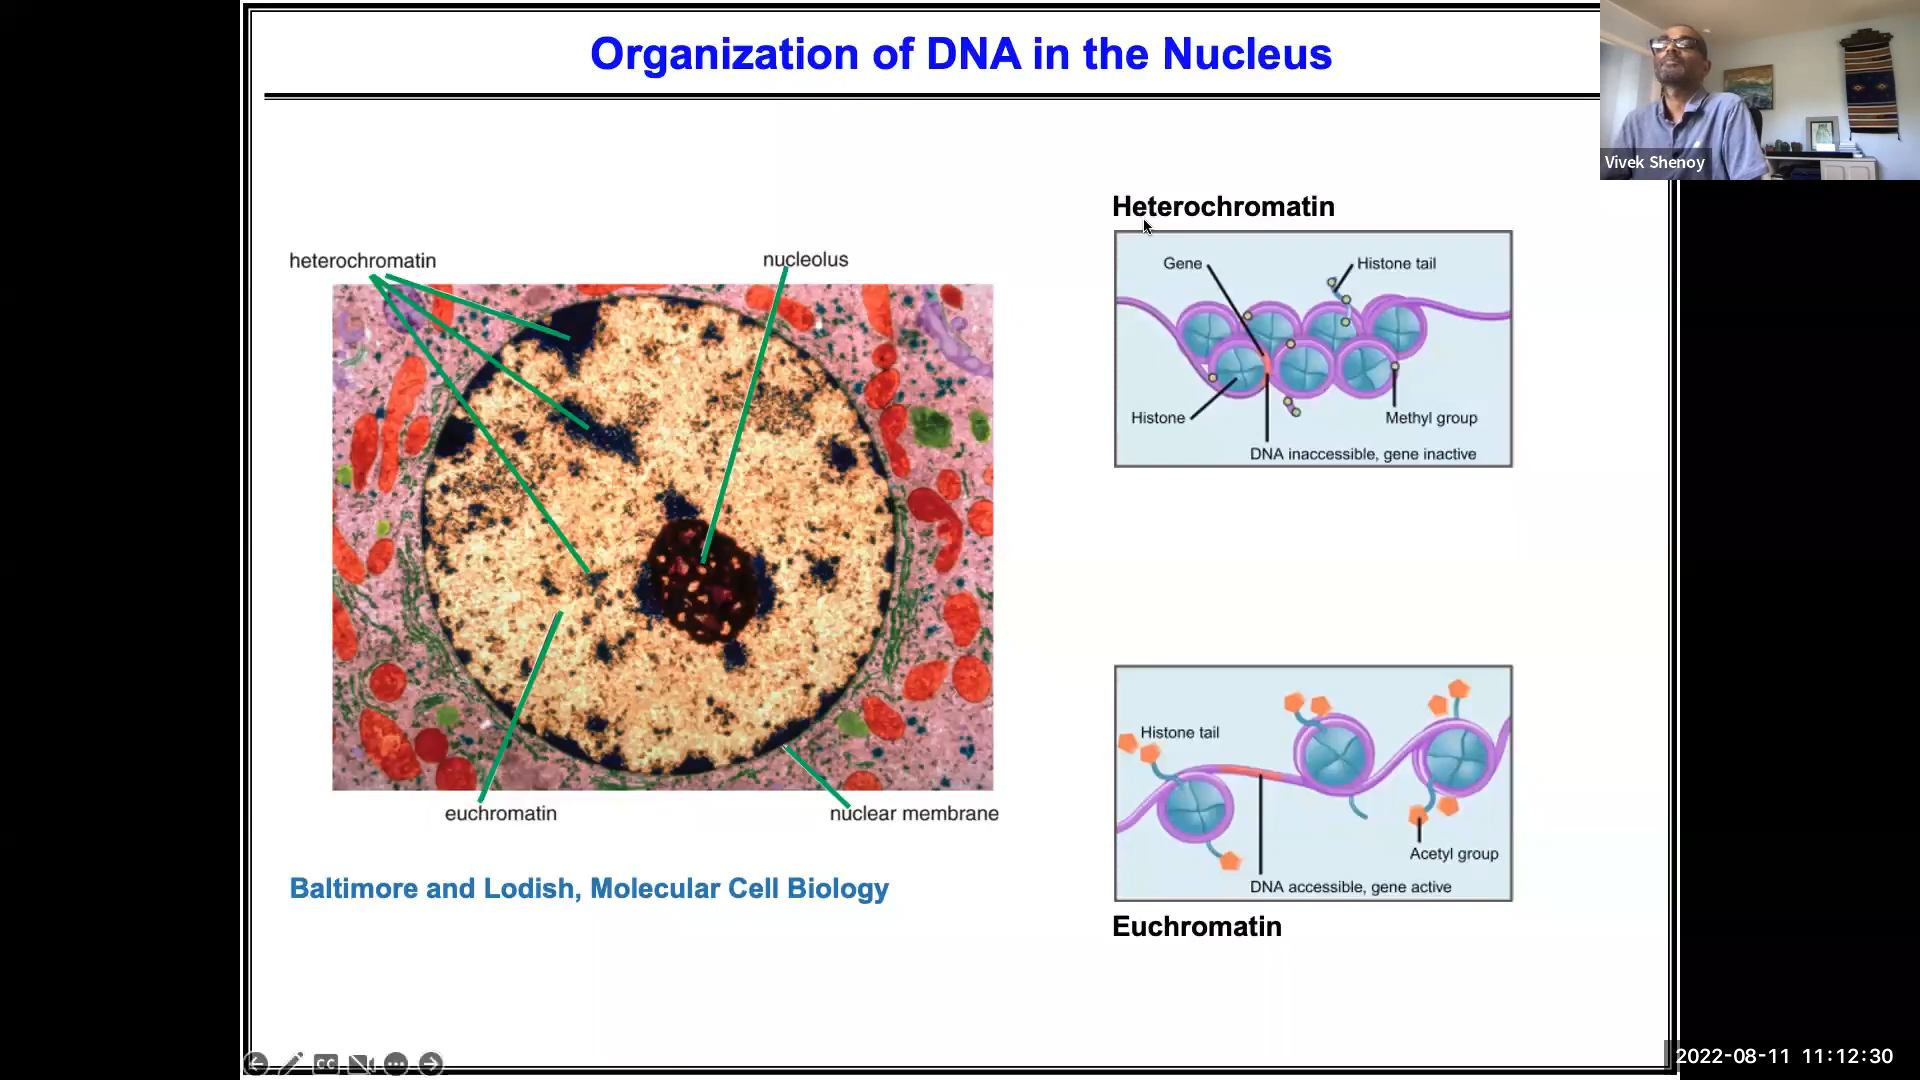 Organization of DNA in the Nucleus
Vivek Shenoy
heterochromatin
nucleolus
euchromatin
nuclear membrane
Baltimore and Lodish, Molecular Cell Biology
Heterochromatin
Gene
Histone tail
Histone
Methyl group
DNA inaccessible, gene inactive
Histone tail
Acetyl group
DNA accessible, gene active
Euchromatin
CC
2022-08-11 11:12:30